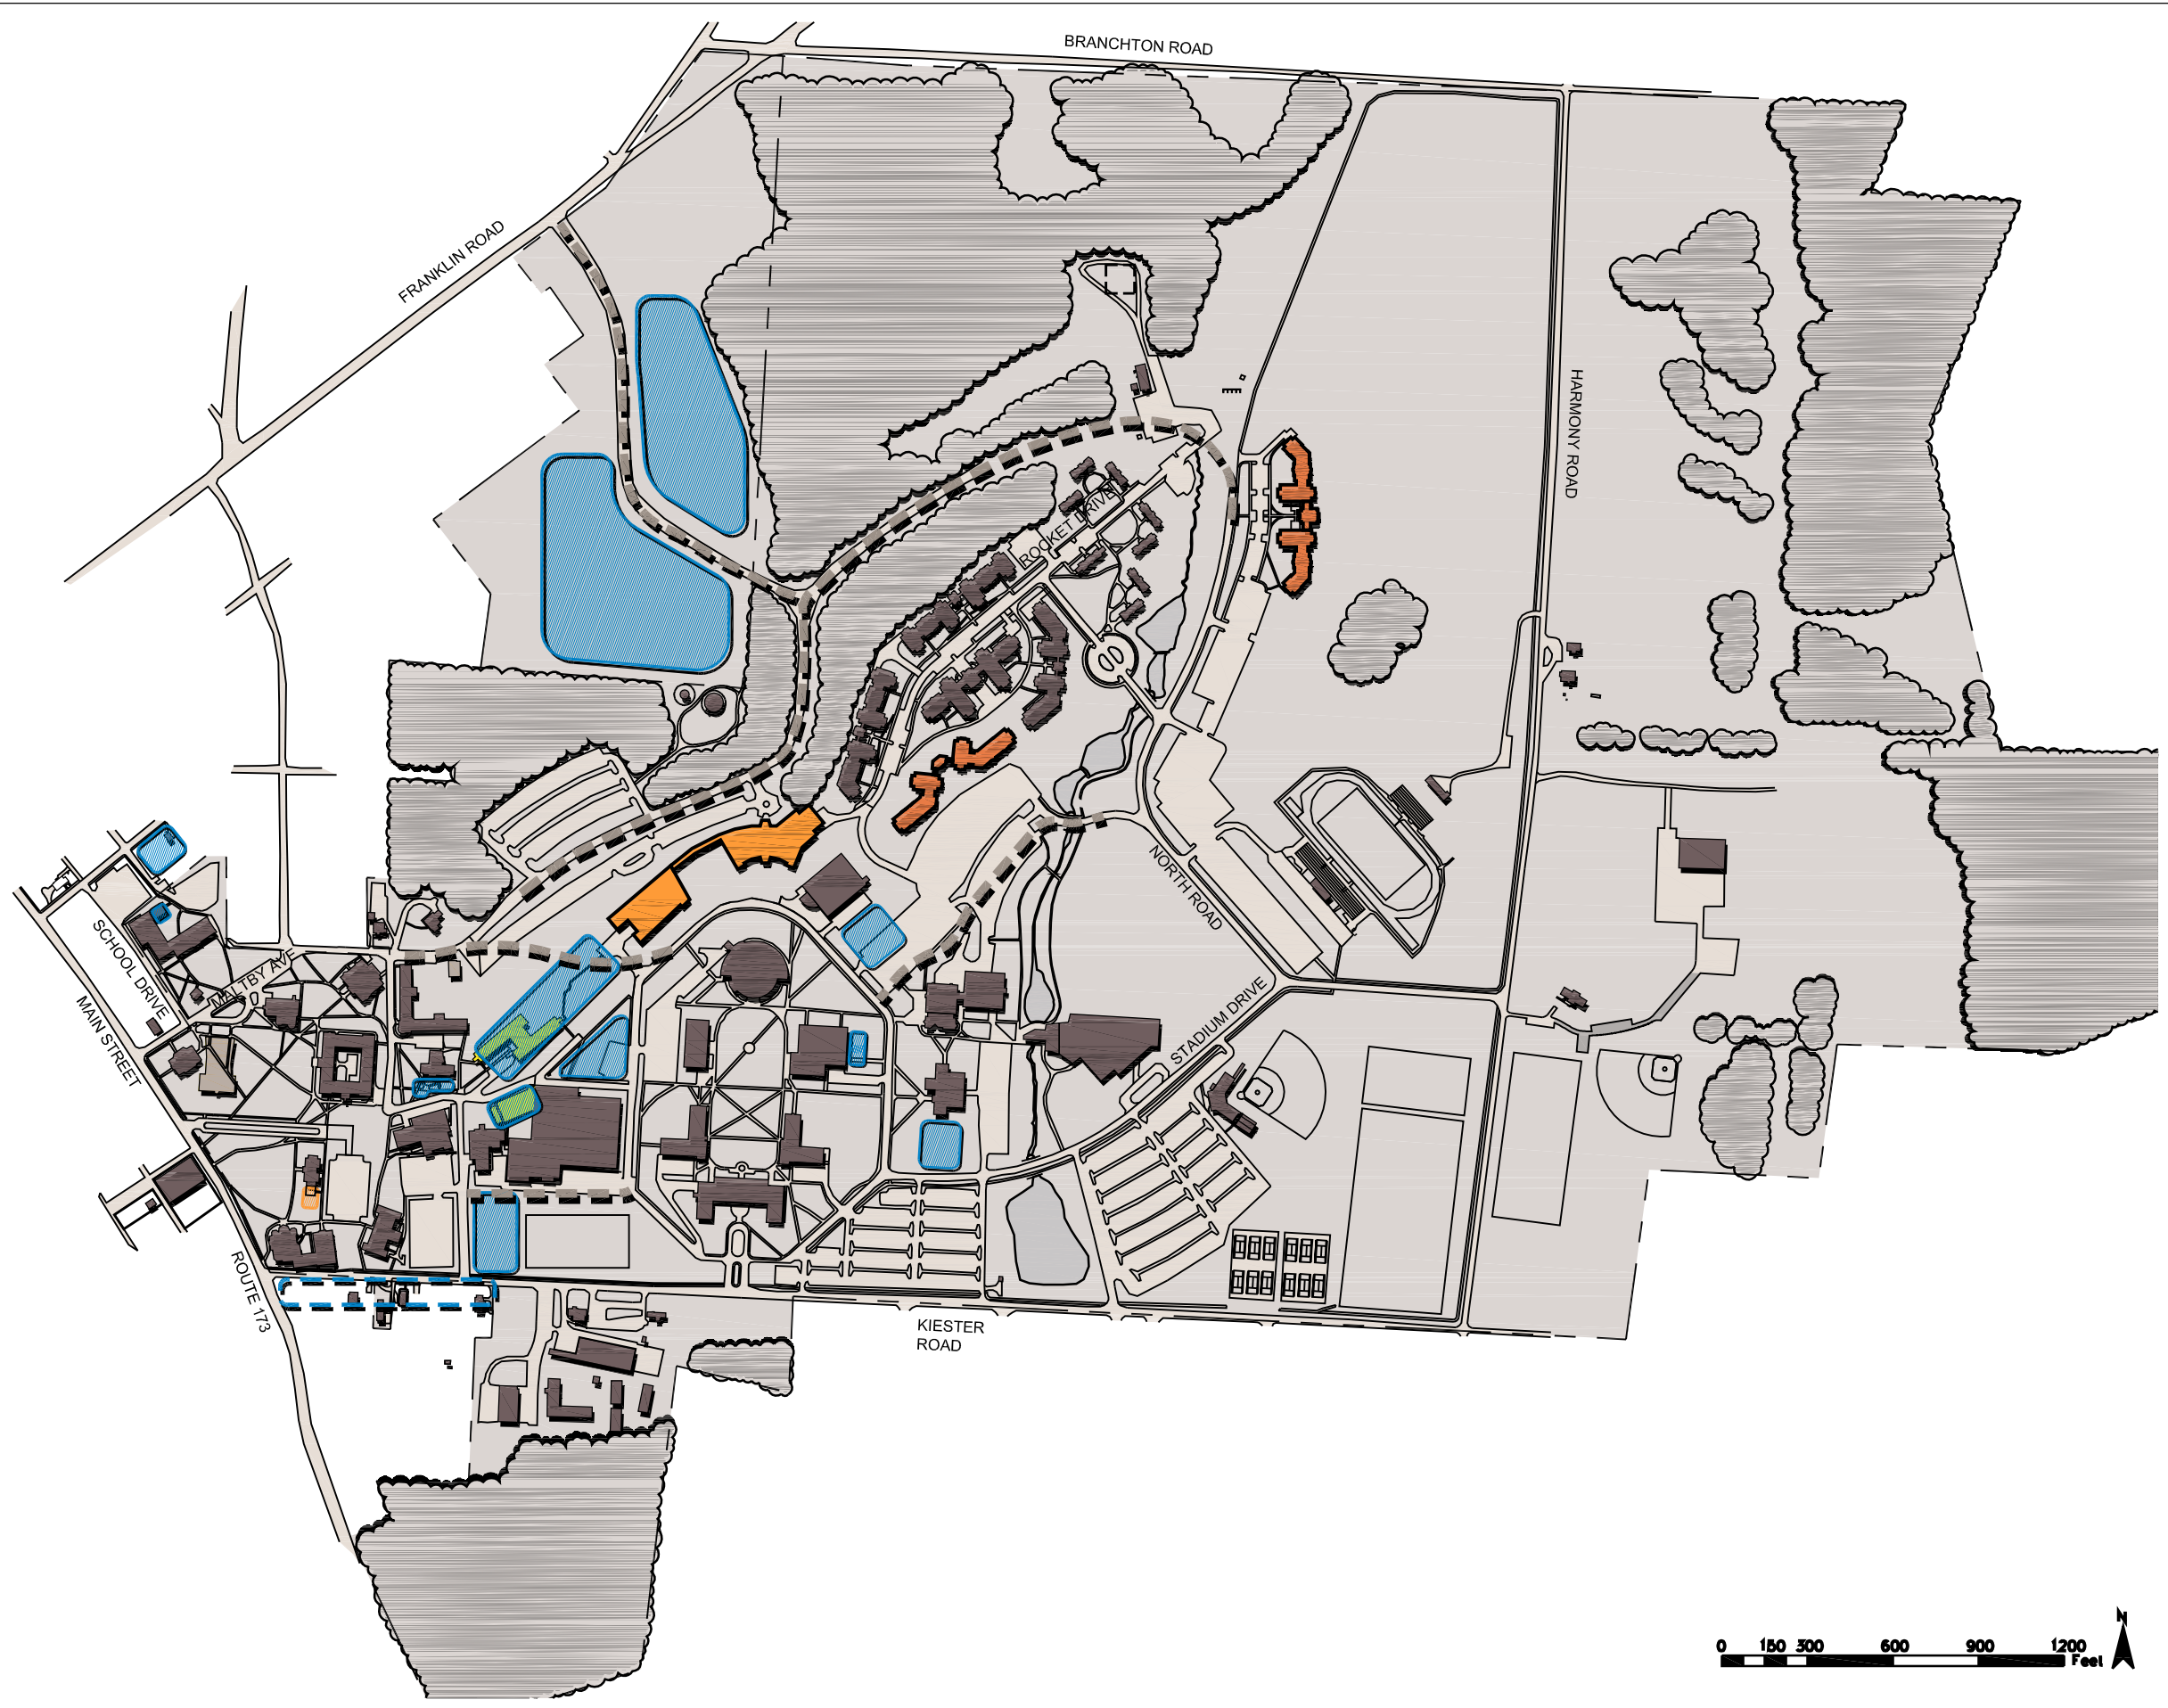 BRANCHTON ROAD
FRANKLIN ROAD
HARMONY ROAD
ROCKET DRIVE
NORTH ROAD
SCHOOL DRIVE
MALTBY AVE
MAIN STREET
STADIUM DRIVE
ROUTE 173
KIESTER
ROAD
N
0 150 300 600 900 1200
Feet